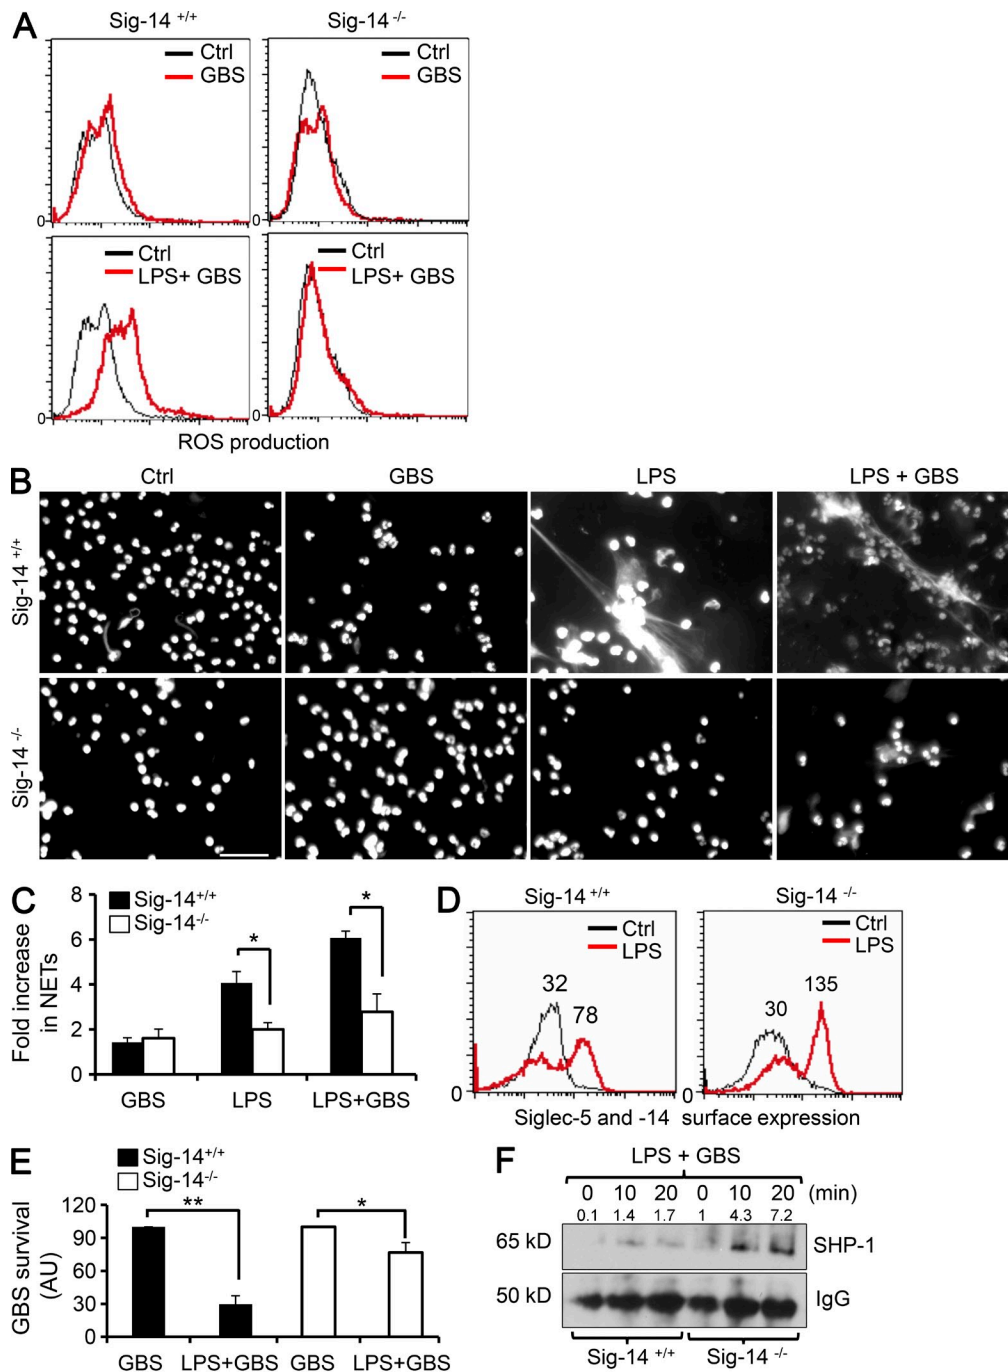 A
Sig-14 +/+
Sig-14 -/-
Ctrl
GBS
Ctrl
GBS
0
0
Ctrl
LPS+ GBS
Ctrl
LPS+ GBS
0
0
ROS production
B
Ctrl
GBS
LPS
LPS + GBS
Sig-14 +/+
Sig-14 -/-
C
Sig-14+/+
Sig-14-/-
Fold increase
in NETs
8
6
4
2
0
*
*
GBS
LPS
LPS+GBS
D
Sig-14 +/+
Sig-14 -/-
Ctrl
LPS
Ctrl
LPS
32
78
30
135
0
0
Siglec-5 and -14 surface expression
E
Sig-14+/+
Sig-14-/-
GBS survival
(AU)
120
90
60
30
0
**
*
GBS
LPS+GBS
GBS
LPS+GBS
F
LPS + GBS
0 10 20 0 10 20 (min)
0.1 1.4 1.7 1 4.3 7.2
65 kD
SHP-1
50 kD
IgG
Sig-14 +/+
Sig-14 -/-